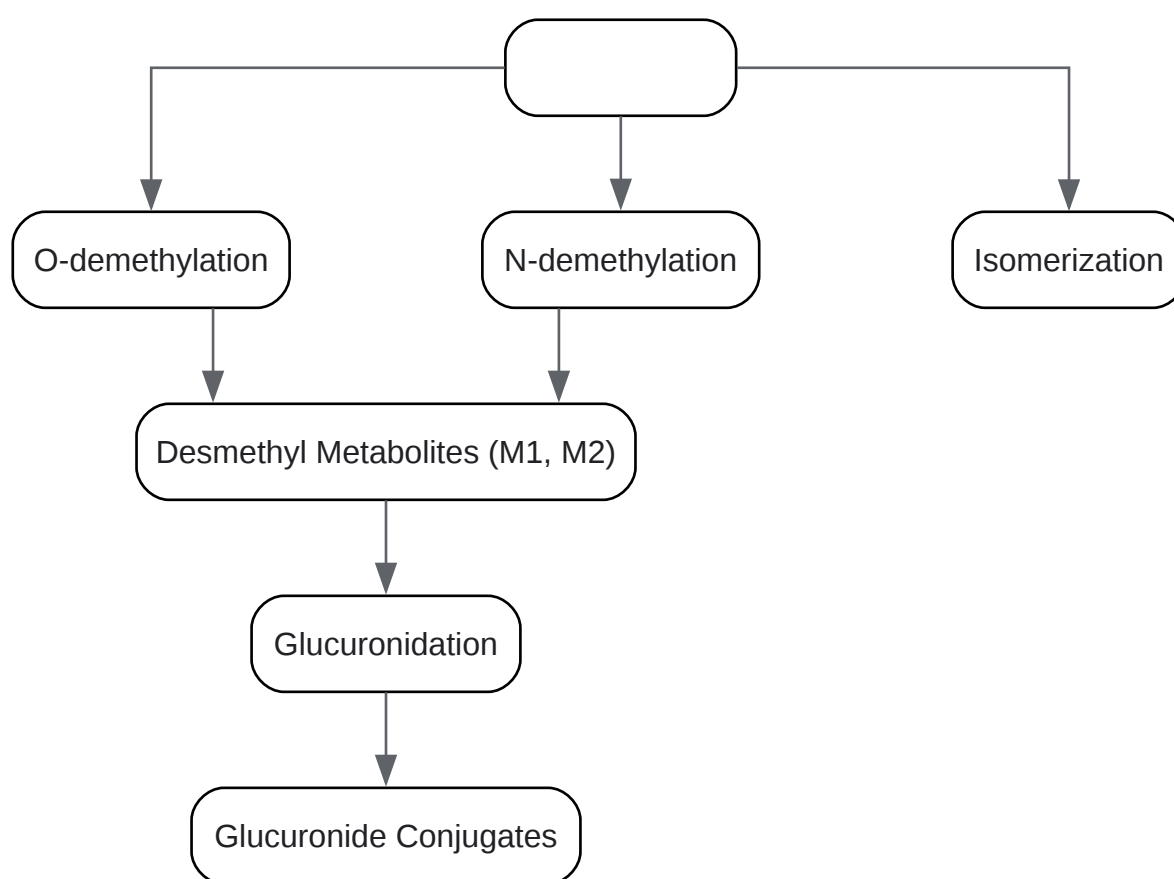 O-demethylation
N-demethylation
Isomerization
Desmethyl Metabolites (M1, M2)
Glucuronidation
Glucuronide Conjugates